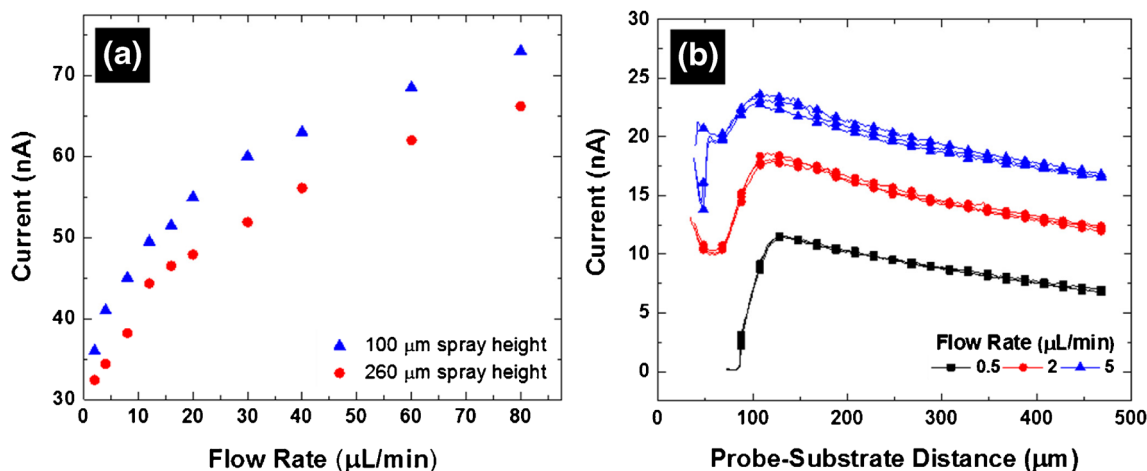 (a)
Current (nA)
70
60
50
40
30
0 10 20 30 40 50 60 70 80
Flow Rate (μL/min)
100 μm spray height
260 μm spray height
(b)
Current (nA)
30
25
20
15
10
5
0
0 100 200 300 400 500
Probe-Substrate Distance (μm)
Flow Rate (μL/min)
0.5 2 5